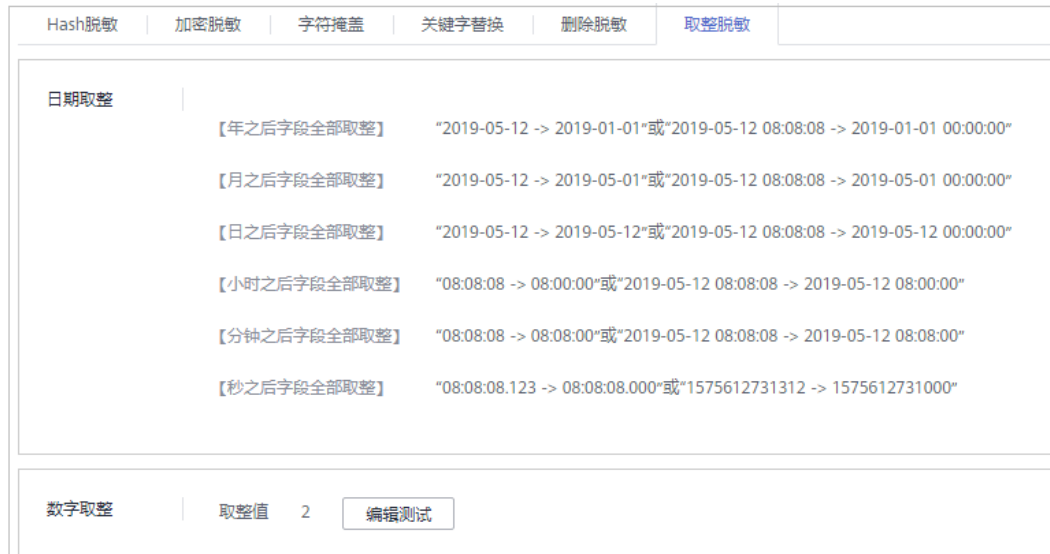 Hash脱敏 加密脱敏 字符掩盖 关键字替换 删除脱敏 取整脱敏
日期取整
【年之后字段全部取整】 “2019-05-12 -> 2019-01-01”或“2019-05-12 08:08:08 -> 2019-01-01 00:00:00”
【月之后字段全部取整】 “2019-05-12 -> 2019-05-01”或“2019-05-12 08:08:08 -> 2019-05-01 00:00:00”
【日之后字段全部取整】 “2019-05-12 -> 2019-05-12”或“2019-05-12 08:08:08 -> 2019-05-12 00:00:00”
【小时之后字段全部取整】 “08:08:08 -> 08:00:00”或“2019-05-12 08:08:08 -> 2019-05-12 08:00:00”
【分钟之后字段全部取整】 “08:08:08 -> 08:08:00”或“2019-05-12 08:08:08 -> 2019-05-12 08:08:00”
【秒之后字段全部取整】 “08:08:08.123 -> 08:08:08.000”或“1575612731312 -> 1575612731000”
数字取整 取整值 2 编辑测试